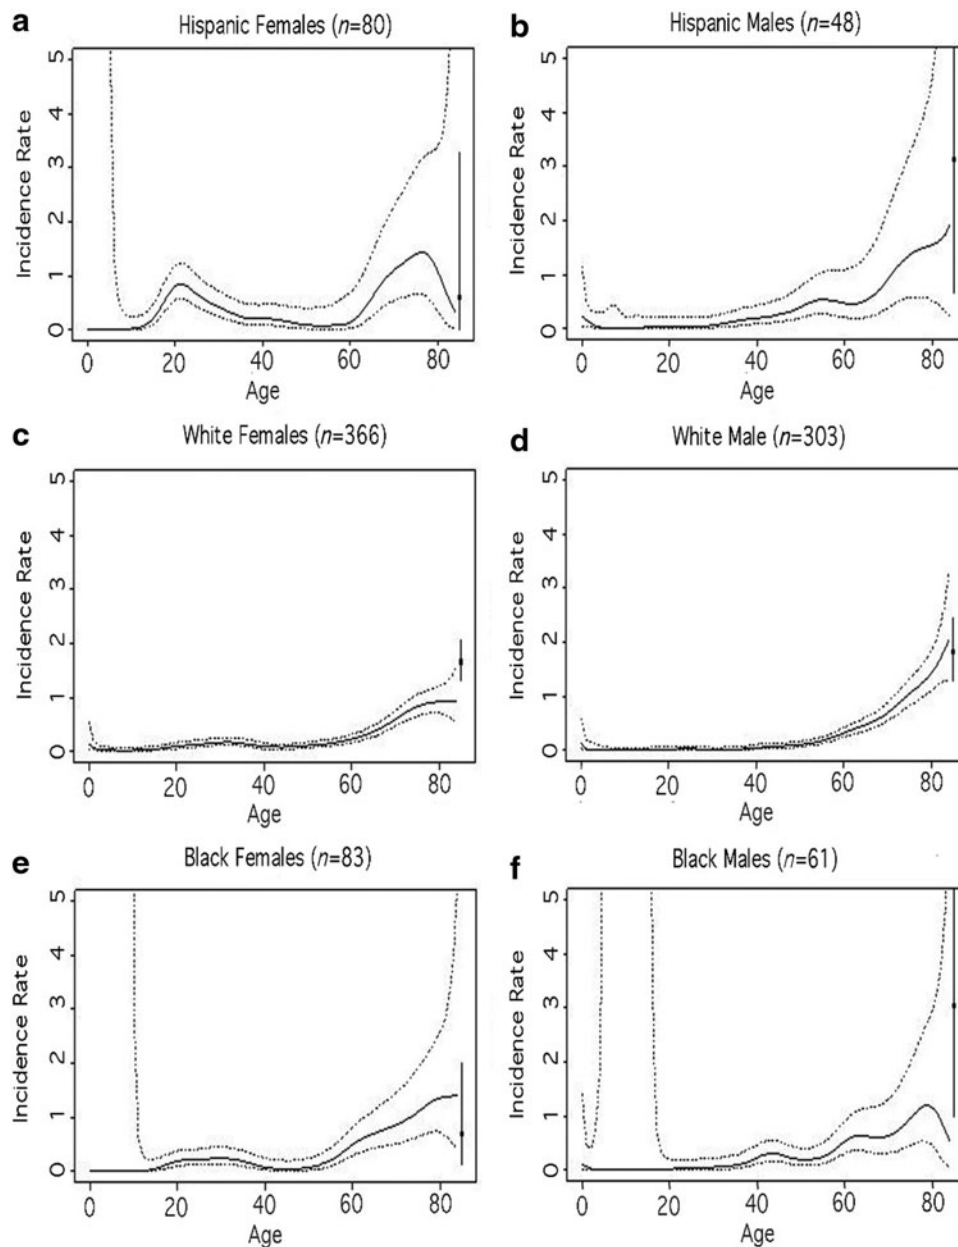 a Hispanic Females (n=80)
5
4
3
2
1
0
Incidence Rate
0 20 40 60 80
Age
b Hispanic Males (n=48)
5
4
3
2
1
0
Incidence Rate
0 20 40 60 80
Age
c White Females (n=366)
5
4
3
2
1
0
Incidence Rate
0 20 40 60 80
Age
d White Male (n=303)
5
4
3
2
1
0
Incidence Rate
0 20 40 60 80
Age
e Black Females (n=83)
5
4
3
2
1
0
Incidence Rate
0 20 40 60 80
Age
f Black Males (n=61)
5
4
3
2
1
0
Incidence Rate
0 20 40 60 80
Age